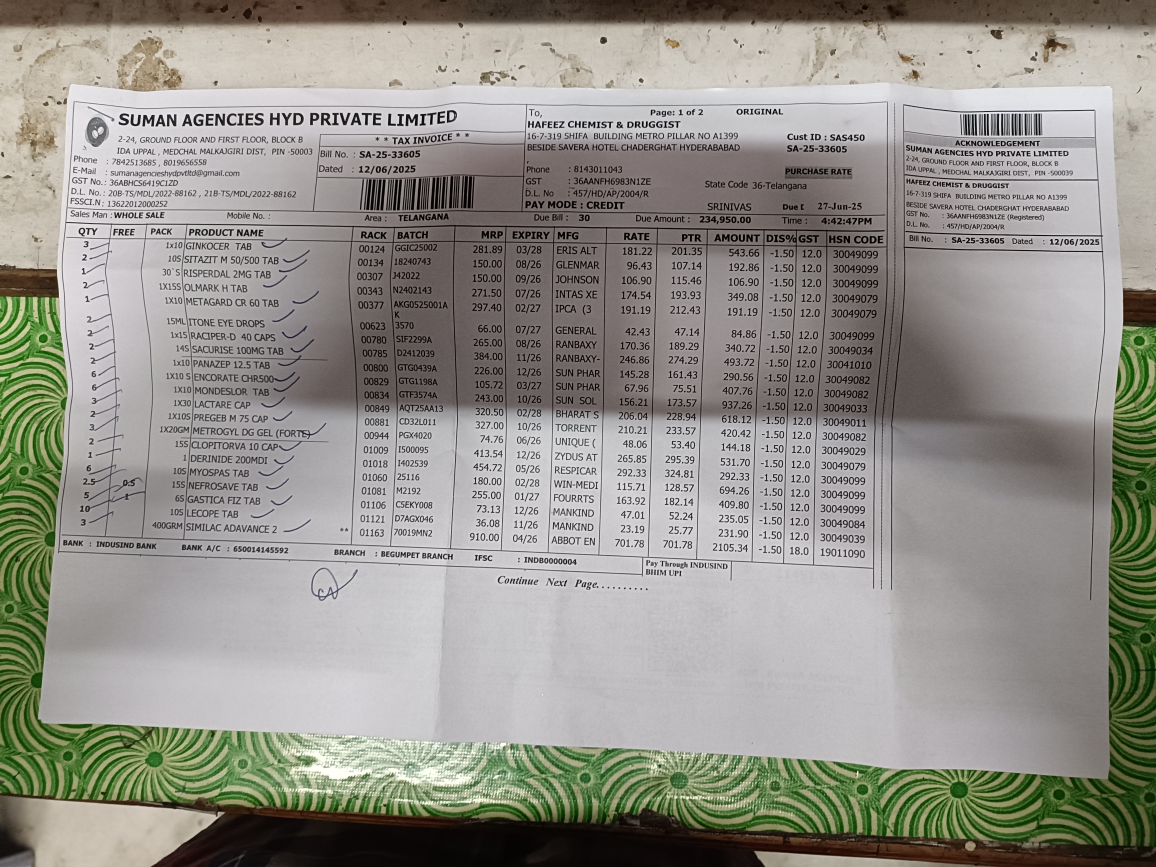 SUMAN AGENCIES HYD PRIVATE LIMITED
2-24, GROUND FLOOR AND FIRST FLOOR, BLOCK B
IDA UPPAL , MEDCHAL MALKAJGIRI DIST, PIN -50003
Phone : 7842513685 , 8019656558
E-Mail : sumanagencieshydpvtltd@gmail.com
GST No.: 36ABHCS6419C1ZD
D.L. No.: 20B-TS/MDL/2022-88162 , 21B-TS/MDL/2022-88162
FSSCI.N : 13622012000252
* * TAX INVOICE * *
Bill No. : SA-25-33605
Dated : 12/06/2025
To, Page: 1 of 2 ORIGINAL
HAFEEZ CHEMIST & DRUGGIST
16-7-319 SHIFA BUILDING METRO PILLAR NO A1399
BESIDE SAVERA HOTEL CHADERGHAT HYDERABABAD
,
Cust ID : SAS450
SA-25-33605
PURCHASE RATE
Phone : 8143011043
GST : 36AANFH6983N1ZE State Code 36-Telangana
D.L. No : 457/HD/AP/2004/R
PAY MODE : CREDIT SRINIVAS Due D 27-Jun-25
Sales Man : WHOLE SALE Mobile No. : Area : TELANGANA Due Bill : 30 Due Amount : 234,950.00 Time : 4:42:47PM
QTY FREE PACK PRODUCT NAME RACK BATCH MRP EXPIRY MFG RATE PTR AMOUNT DIS% GST HSN CODE
3 1x10 GINKOCER TAB 00124 GGIC25002 281.89 03/28 ERIS ALT 181.22 201.35 543.66 -1.50 12.0 30049099
2 10S SITAZIT M 50/500 TAB 00134 18240743 150.00 08/26 GLENMAR 96.43 107.14 192.86 -1.50 12.0 30049099
1 30`S RISPERDAL 2MG TAB 00307 J42022 150.00 09/26 JOHNSON 106.90 115.46 106.90 -1.50 12.0 30049099
2 1X15S OLMARK H TAB 00343 N2402143 271.50 07/26 INTAS XE 174.54 193.93 349.08 -1.50 12.0 30049079
1 1X10 METAGARD CR 60 TAB 00377 AKG0525001A 297.40 02/27 IPCA (3 191.19 212.43 191.19 -1.50 12.0 30049079
K
2 15ML ITONE EYE DROPS 00623 3570 66.00 07/27 GENERAL 42.43 47.14 84.86 -1.50 12.0 30049099
2 1x15 RACIPER-D 40 CAPS 00780 SIF2299A 265.00 08/26 RANBAXY 170.36 189.29 340.72 -1.50 12.0 30049034
2 14S SACURISE 100MG TAB 00785 D2412039 384.00 11/26 RANBAXY- 246.86 274.29 493.72 -1.50 12.0 30041010
2 1x10 PANAZEP 12.5 TAB 00800 GTG0439A 226.00 12/26 SUN PHAR 145.28 161.43 290.56 -1.50 12.0 30049082
6 1X10 S ENCORATE CHR500 00829 GTG1198A 105.72 03/27 SUN PHAR 67.96 75.51 407.76 -1.50 12.0 30049082
6 1X10 MONDESLOR TAB 00834 GTF3574A 243.00 10/26 SUN SOL 156.21 173.57 937.26 -1.50 12.0 30049033
3 1X30 LACTARE CAP 00849 AQT25AA13 320.50 02/28 BHARAT S 206.04 228.94 618.12 -1.50 12.0 30049011
2 1X10S PREGEB M 75 CAP 00881 CD32L011 327.00 10/26 TORRENT 210.21 233.57 420.42 -1.50 12.0 30049082
3 1X20GM METROGYL DG GEL (FORTE) 00944 PGX4020 74.76 06/26 UNIQUE ( 48.06 53.40 144.18 -1.50 12.0 30049029
2 15S CLOPITORVA 10 CAP 01009 I500095 413.54 12/26 ZYDUS AT 265.85 295.39 531.70 -1.50 12.0 30049079
1 1 DERINIDE 200MDI 01018 I402539 454.72 05/26 RESPICAR 292.33 324.81 292.33 -1.50 12.0 30049099
6 10S MYOSPAS TAB 01060 25116 180.00 02/28 WIN-MEDI 115.71 128.57 694.26 -1.50 12.0 30049099
2.5 0.5 15S NEFROSAVE TAB 01081 M2192 255.00 01/27 FOURRTS 163.92 182.14 409.80 -1.50 12.0 30049099
5 1 6S GASTICA FIZ TAB 01106 CSEKY008 73.13 12/26 MANKIND 47.01 52.24 235.05 -1.50 12.0 30049084
10 10S LECOPE TAB 01121 D7AGX046 36.08 11/26 MANKIND 23.19 25.77 231.90 -1.50 12.0 30049039
3 400GRM SIMILAC ADAVANCE 2 ** 01163 70019MN2 910.00 04/26 ABBOT EN 701.78 701.78 2105.34 -1.50 18.0 19011090
BANK : INDUSIND BANK BANK A/C : 650014145592 BRANCH : BEGUMPET BRANCH IFSC : INDB0000004 Pay Through INDUSIND
BHIM UPI
Continue Next Page..........
ACKNOWLEDGEMENT
SUMAN AGENCIES HYD PRIVATE LIMITED
2-24, GROUND FLOOR AND FIRST FLOOR, BLOCK B
IDA UPPAL , MEDCHAL MALKAJGIRI DIST, PIN -500039
HAFEEZ CHEMIST & DRUGGIST
16-7-319 SHIFA BUILDING METRO PILLAR NO A1399
BESIDE SAVERA HOTEL CHADERGHAT HYDERABABAD
GST No. : 36AANFH6983N1ZE (Registered)
D.L. No. : 457/HD/AP/2004/R
Bill No. : SA-25-33605 Dated : 12/06/2025